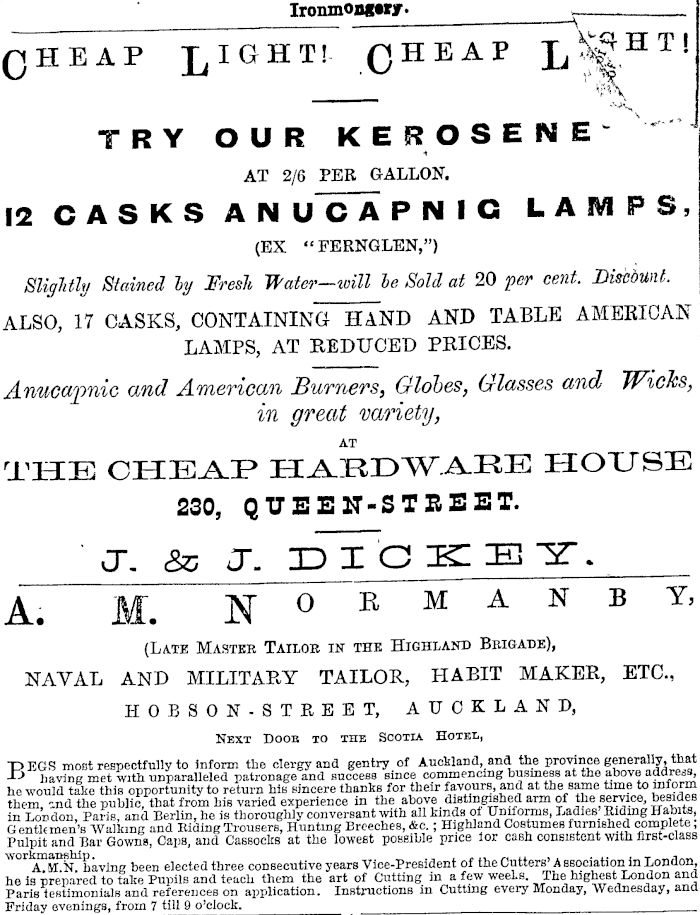 Ironmongery.
CHEAP LIGHT! CHEAP LIGHT!
TRY OUR KEROSENE
AT 2/6 PER GALLON.
12 CASKS ANUCAPNIC LAMPS,
(EX "FERNGLEN,")
Slightly Stained by Fresh Water—will be Sold at 20 per cent. Discount.
ALSO, 17 CASKS, CONTAINING HAND AND TABLE AMERICAN
LAMPS, AT REDUCED PRICES.
Anucapnic and American Burners, Globes, Glasses and Wicks,
in great variety,
AT
THE CHEAP HARDWARE HOUSE
230, QUEEN-STREET.
J. & J. DICKEY.
A. M. NORMANBY,
(LATE MASTER TAILOR IN THE HIGHLAND BRIGADE),
NAVAL AND MILITARY TAILOR, HABIT MAKER, ETC.,
HOBSON-STREET, AUCKLAND,
NEXT DOOR TO THE SCOTIA HOTEL,
BEGS most respectfully to inform the clergy and gentry of Auckland, and the province generally, that
having met with unparalleled patronage and success since commencing business at the above address,
he would take this opportunity to return his sincere thanks for their favours, and at the same time to inform
them, and the public, that from his varied experience in the above distingished arm of the service, besides
in London, Paris, and Berlin, he is thoroughly conversant with all kinds of Uniforms, Ladies' Riding Habits,
Gentlemen's Walking and Riding Trousers, Hunting Breeches, &c.; Highland Costumes furnished complete;
Pulpit and Bar Gowns, Caps, and Cassocks at the lowest possible price for cash consistent with first-class
workmanship.
A.M.N. having been elected three consecutive years Vice-President of the Cutters' Association in London,
he is prepared to take Pupils and teach them the art of Cutting in a few weeks. The highest London and
Paris testimonials and references on application. Instructions in Cutting every Monday, Wednesday, and
Friday evenings, from 7 till 9 o'clock.